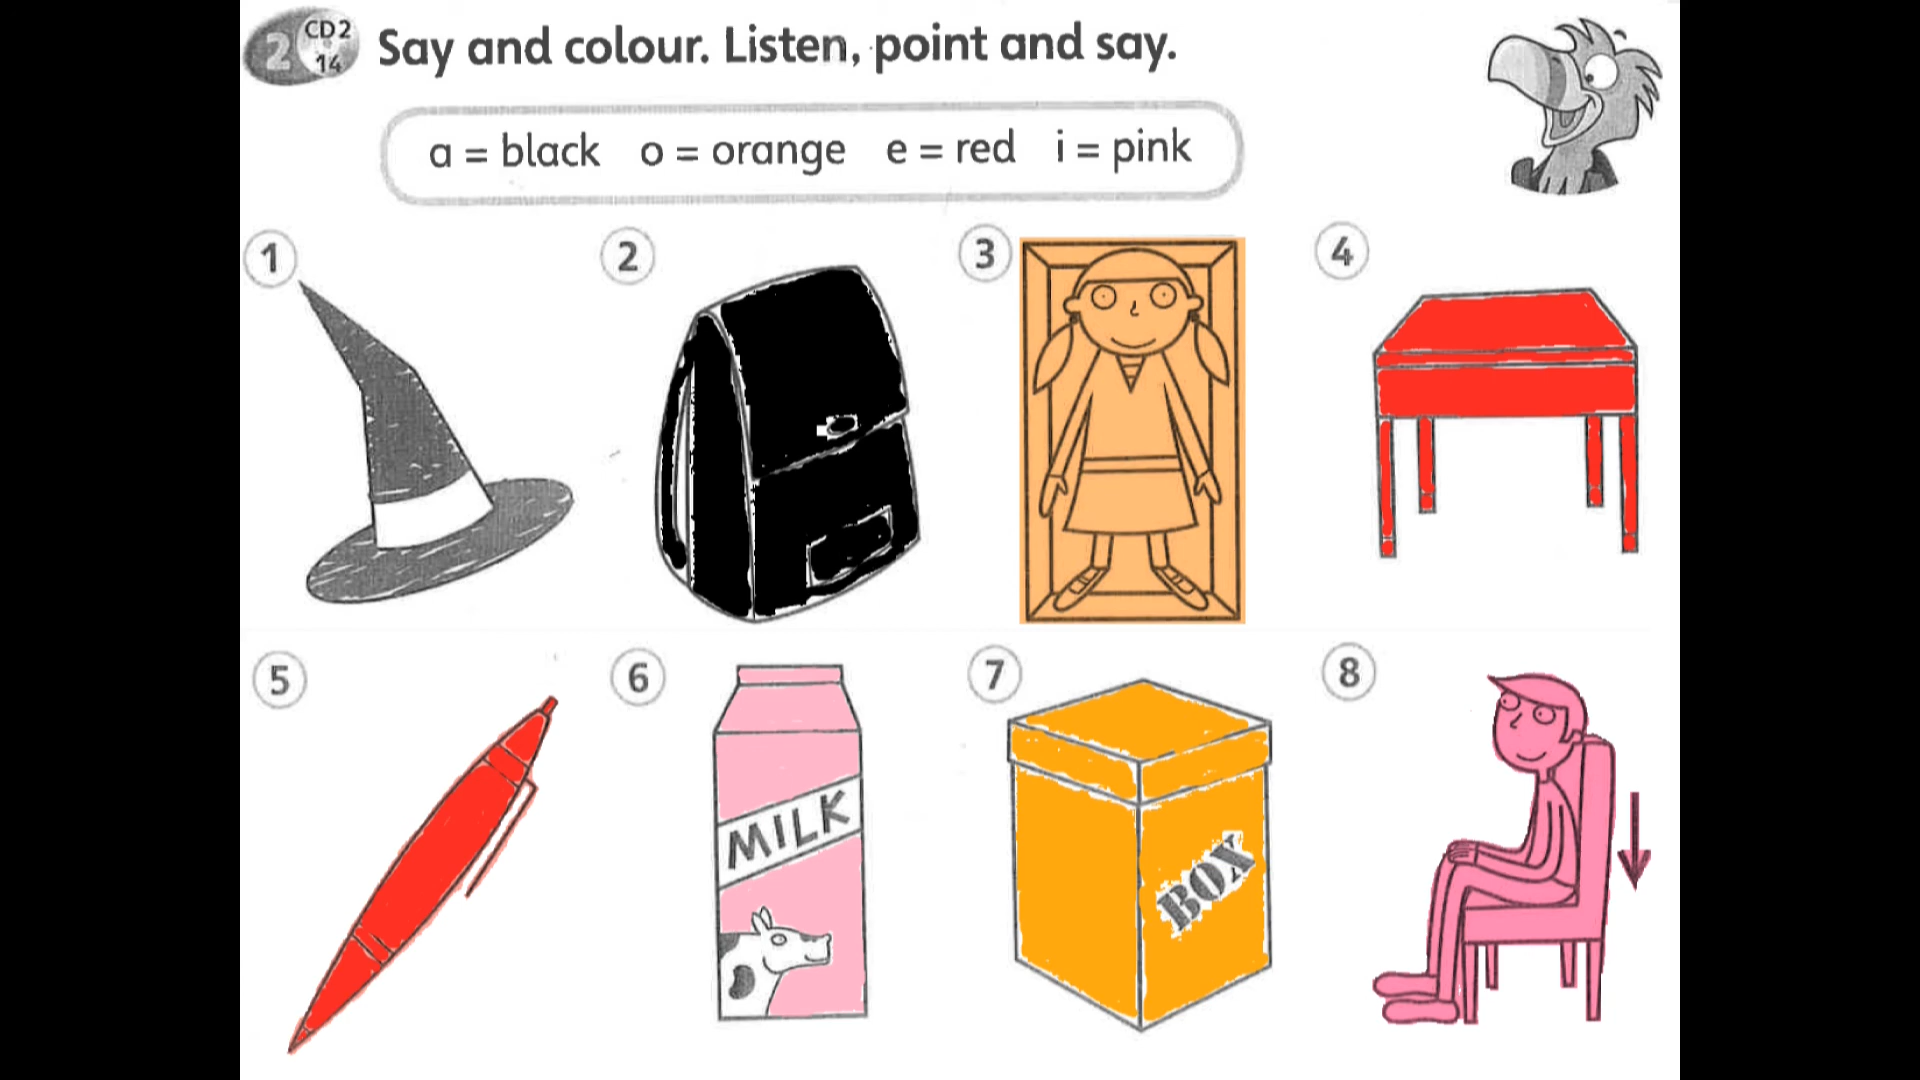 2 CD2 14 Say and colour. Listen, point and say.
a = black o = orange e = red i = pink
1 2 3 4
5 6 7 8
MILK
BOX